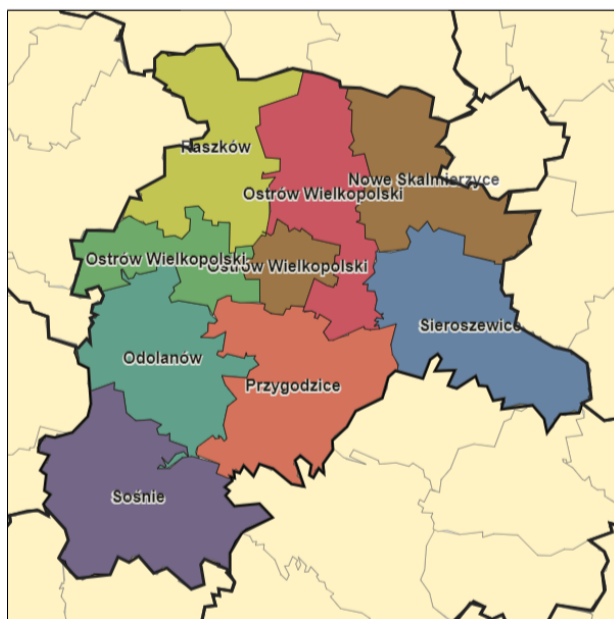 Raszków
Nowe Skalmierzyce
Ostrów Wielkopolski
Ostrów Wielkopolski
Ostrów Wielkopolski
Sieroszewice
Odolanów
Przygodzice
Sośnie